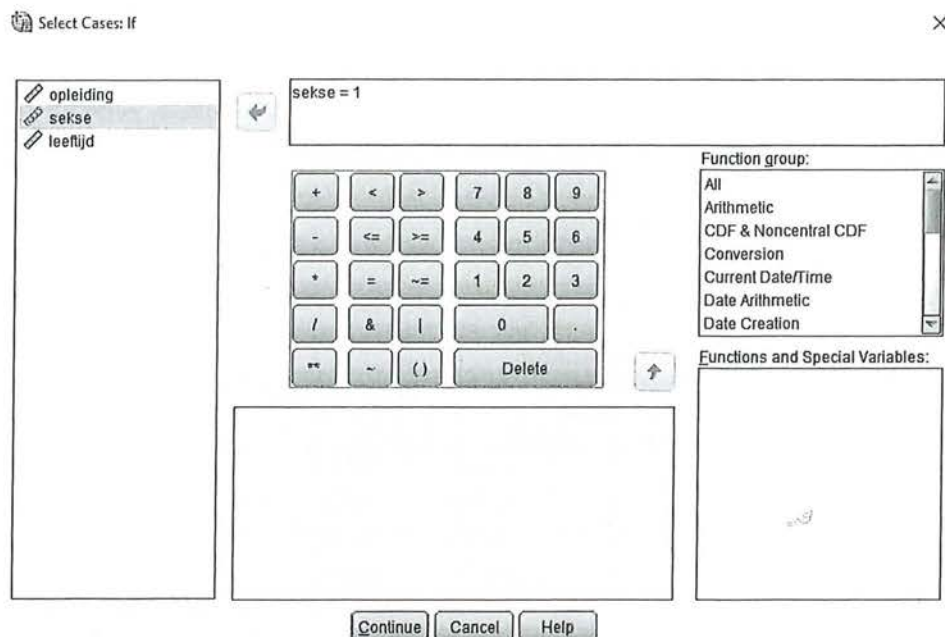 Select Cases: If
opleiding
sekse
leeftijd
sekse = 1
+ < > 7 8 9
- <= >= 4 5 6
* = ~= 1 2 3
/ & | 0 .
** ~ ( ) Delete
Function group:
All
Arithmetic
CDF & Noncentral CDF
Conversion
Current Date/Time
Date Arithmetic
Date Creation
Functions and Special Variables:
Continue Cancel Help